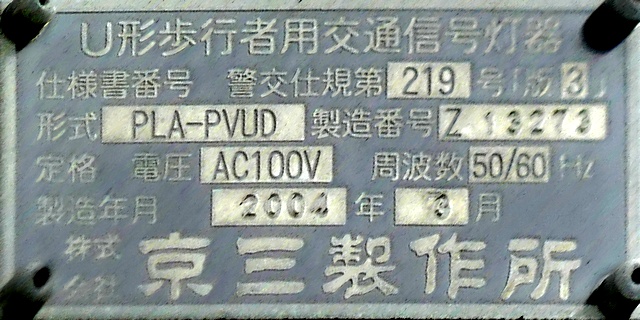 U形歩行者用交通信号灯器
仕様書番号 警交仕規第 219 号「版3」
形式 PLA-PVUD 製造番号 Z 13273
定格 電圧 AC100V 周波数 50/60 Hz
製造年月 2004 年 3 月
株式会社 京三製作所